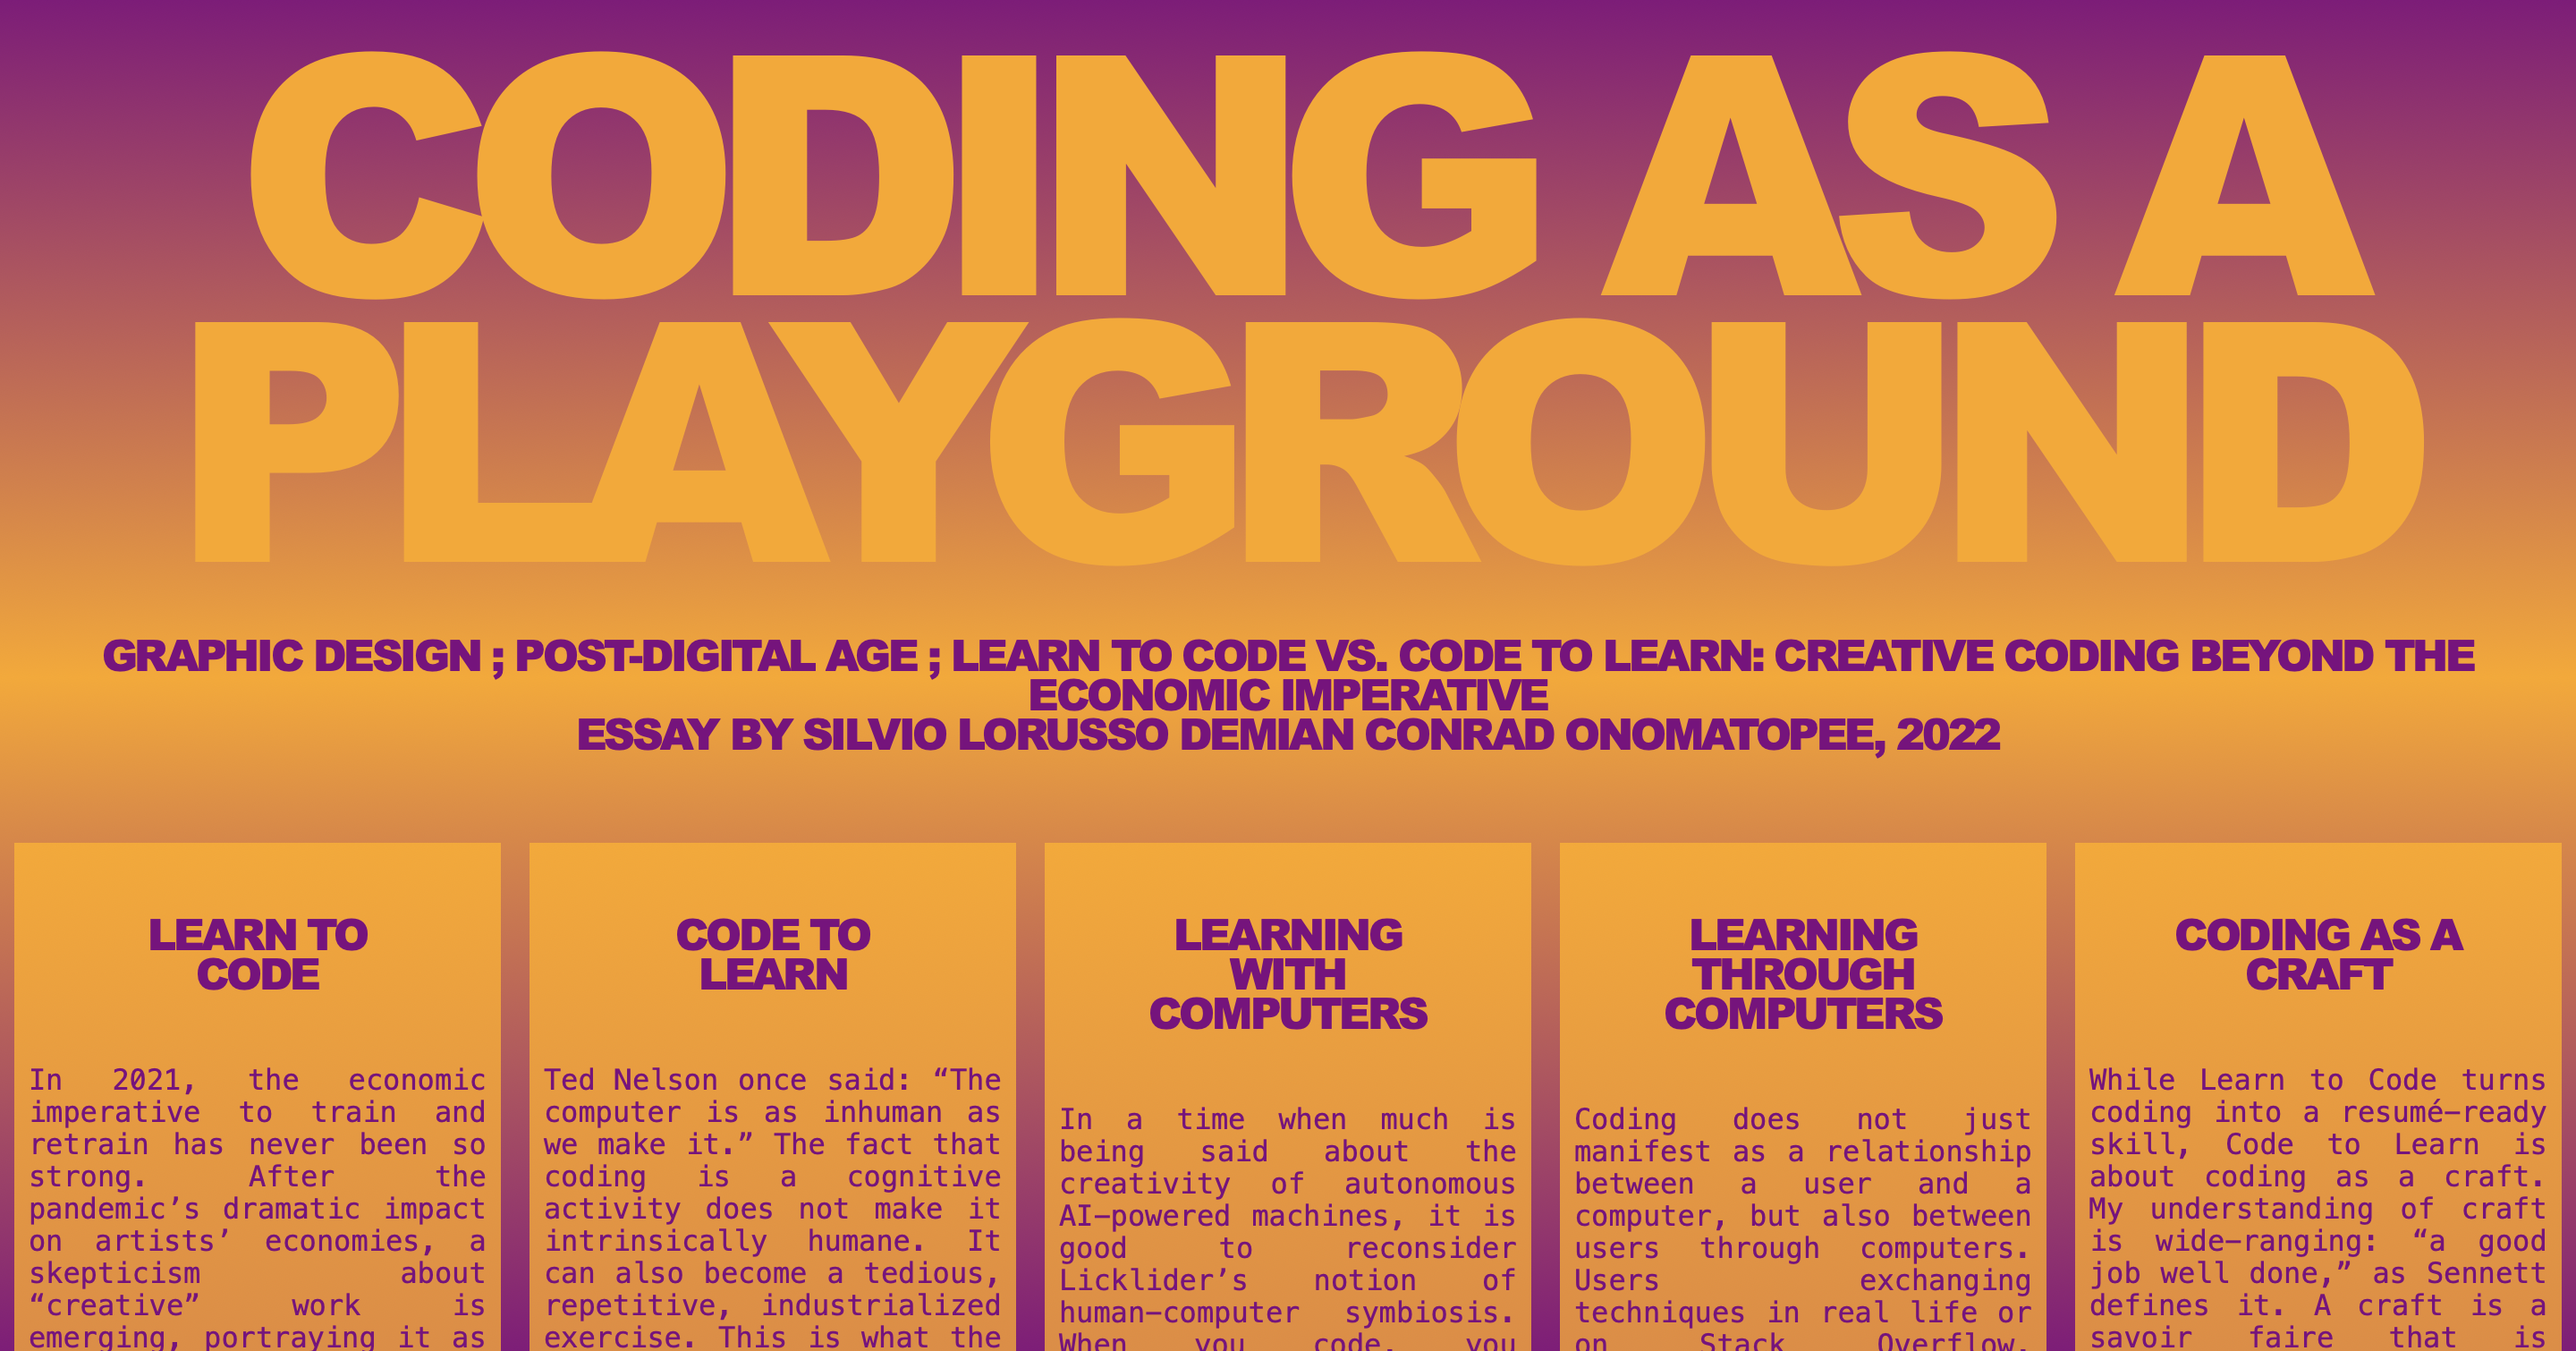 CODING AS A
PLAYGROUND
GRAPHIC DESIGN ; POST-DIGITAL AGE ; LEARN TO CODE VS. CODE TO LEARN: CREATIVE CODING BEYOND THE
ECONOMIC IMPERATIVE
ESSAY BY SILVIO LORUSSO DEMIAN CONRAD ONOMATOPEE, 2022
LEARN TO
CODE
In 2021, the economic
imperative to train and
retrain has never been so
strong. After the
pandemic’s dramatic impact
on artists’ economies, a
skepticism about
“creative” work is
emerging, portraying it as
CODE TO
LEARN
Ted Nelson once said: “The
computer is as inhuman as
we make it.” The fact that
coding is a cognitive
activity does not make it
intrinsically humane. It
can also become a tedious,
repetitive, industrialized
exercise. This is what the
LEARNING
WITH
COMPUTERS
In a time when much is
being said about the
creativity of autonomous
AI–powered machines, it is
good to reconsider
Licklider’s notion of
human–computer symbiosis.
When you code, you
LEARNING
THROUGH
COMPUTERS
Coding does not just
manifest as a relationship
between a user and a
computer, but also between
users through computers.
Users exchanging
techniques in real life or
on Stack Overflow,
CODING AS A
CRAFT
While Learn to Code turns
coding into a resumé–ready
skill, Code to Learn is
about coding as a craft.
My understanding of craft
is wide–ranging: “a good
job well done,” as Sennett
defines it. A craft is a
savoir faire that is